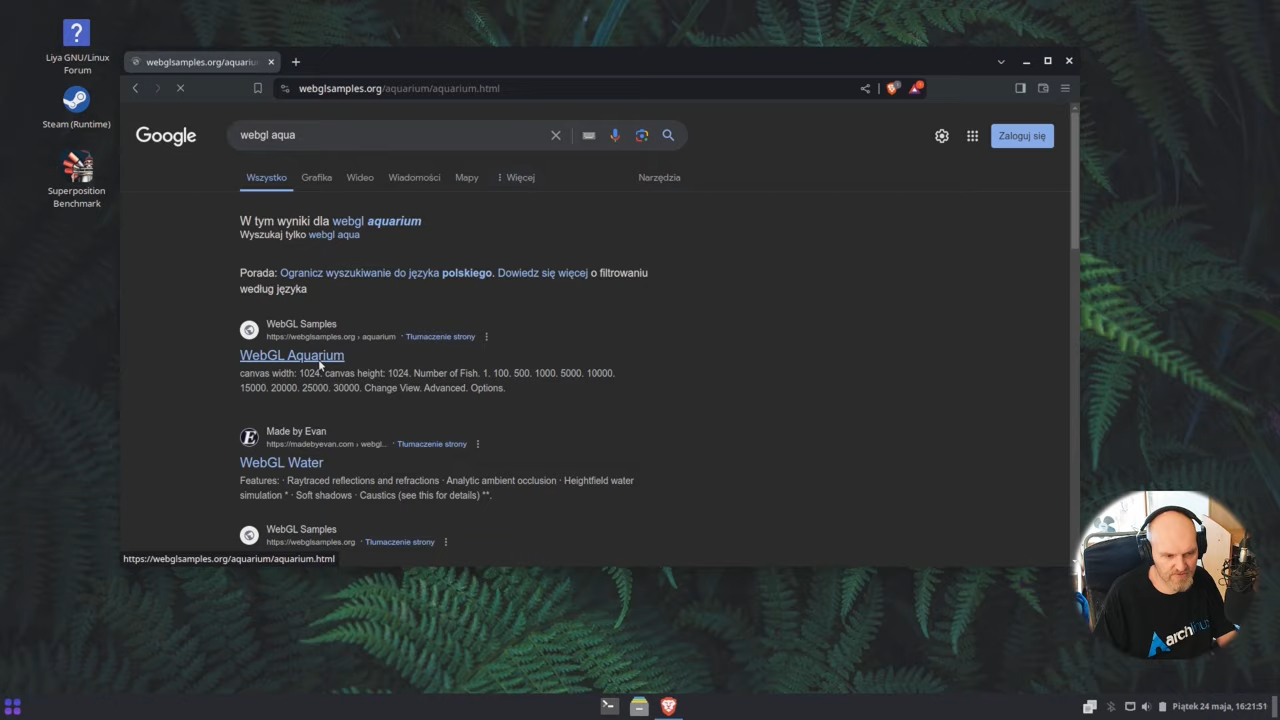 Liya GNU/Linux
Forum
Steam (Runtime)
Superposition
Benchmark
webglsamples.org/aquariu
webglsamples.org/aquarium/aquarium.html
Google
webgl aqua
Zaloguj się
Wszystko Grafika Wideo Wiadomości Mapy Więcej Narzędzia
W tym wyniki dla webgl aquarium
Wyszukaj tylko webgl aqua
Porada: Ogranicz wyszukiwanie do języka polskiego. Dowiedz się więcej o filtrowaniu
według języka
WebGL Samples
https://webglsamples.org › aquarium · Tłumaczenie strony
WebGL Aquarium
canvas width: 1024. canvas height: 1024. Number of Fish. 1. 100. 500. 1000. 5000. 10000.
15000. 20000. 25000. 30000. Change View. Advanced. Options.
E
Made by Evan
https://madebyevan.com › webgl... · Tłumaczenie strony
WebGL Water
Features: · Raytraced reflections and refractions · Analytic ambient occlusion · Heightfield water
simulation * · Soft shadows · Caustics (see this for details) **.
WebGL Samples
https://webglsamples.org · Tłumaczenie strony
https://webglsamples.org/aquarium/aquarium.html
archlinux
Piątek 24 maja, 16:21:51